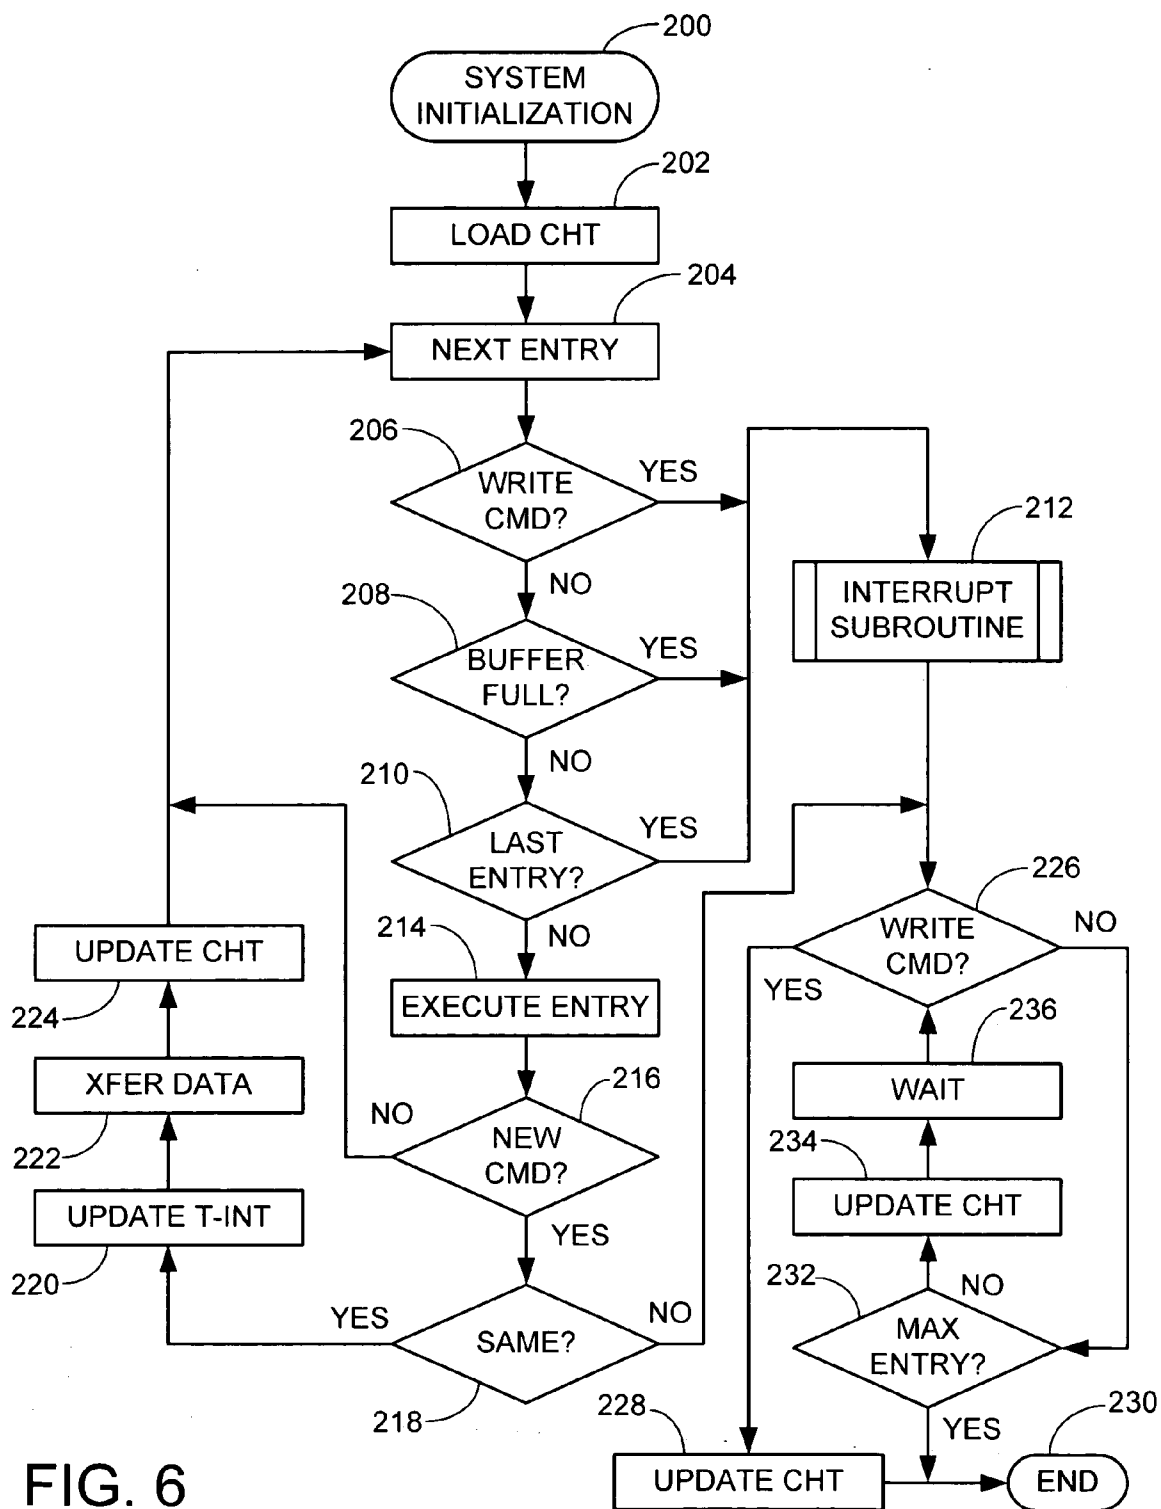 200
SYSTEM
INITIALIZATION
202
LOAD CHT
204
NEXT ENTRY
206
WRITE
CMD?
YES
NO
212
INTERRUPT
SUBROUTINE
208
BUFFER
FULL?
YES
NO
210
LAST
ENTRY?
YES
NO
214
EXECUTE ENTRY
216
NEW
CMD?
NO
YES
218
SAME?
YES
NO
UPDATE CHT
224
XFER DATA
222
UPDATE T-INT
220
226
WRITE
CMD?
NO
YES
236
WAIT
234
UPDATE CHT
232
NO
MAX
ENTRY?
YES
228
UPDATE CHT
230
END
FIG. 6